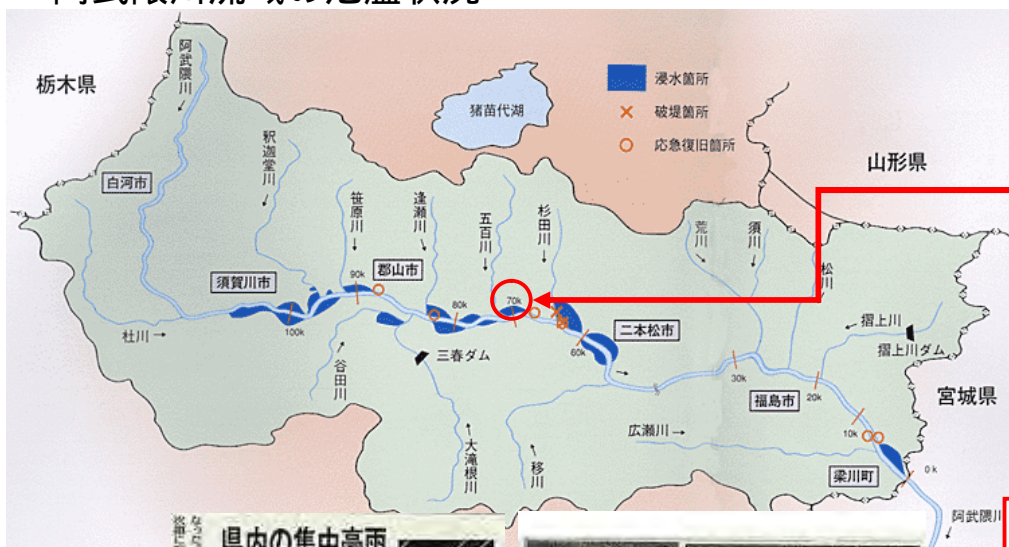 栃木県
阿武隈川
猪苗代湖
浸水箇所
破堤箇所
応急復旧箇所
山形県
白河市
釈迦堂川
笹原川
逢瀬川
五百川
杉田川
荒川
須川
松川
須賀川市
90k
郡山市
80k
70k
100k
社川
三春ダム
60k
二本松市
摺上川
摺上川ダム
谷田川
30k
福島市
20k
宮城県
大滝根川
移川
広瀬川
10k
梁川町
0k
阿武隈川
県内の集中豪雨